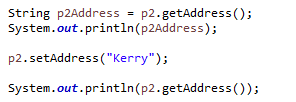 String p2Address = p2.getAddress();
System.out.println(p2Address);
p2.setAddress("Kerry");
System.out.println(p2.getAddress());